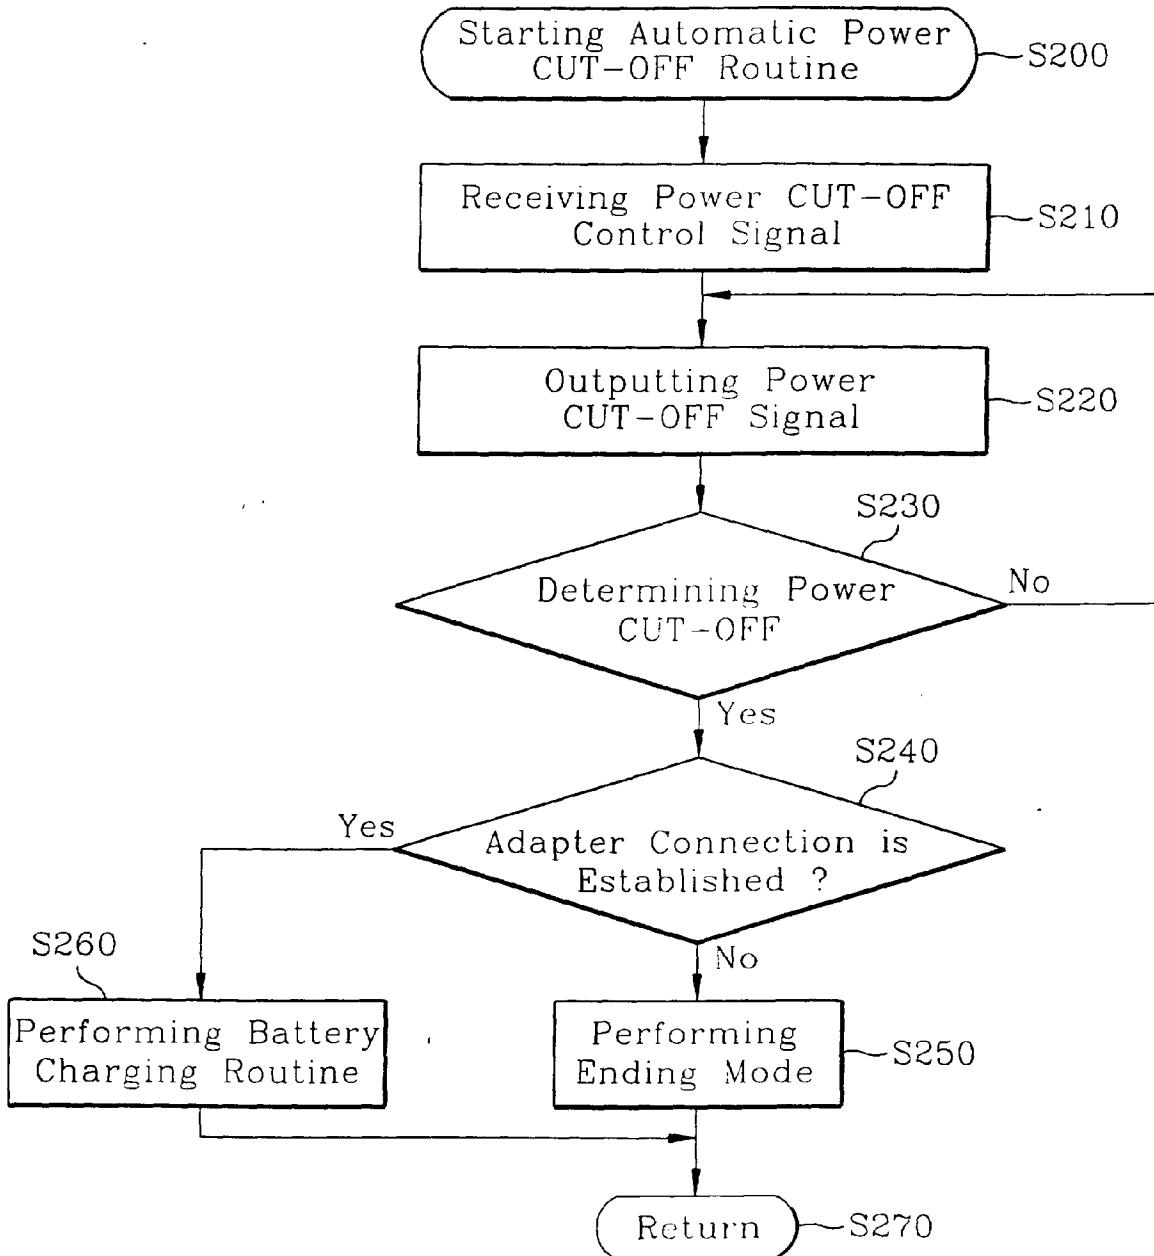 Starting Automatic Power
CUT-OFF Routine
S200
Receiving Power CUT-OFF
Control Signal
S210
Outputting Power
CUT-OFF Signal
S220
S230
Determining Power
CUT-OFF
No
Yes
S240
Yes
Adapter Connection is
Established ?
No
S260
Performing Battery
Charging Routine
Performing
Ending Mode
S250
Return
S270